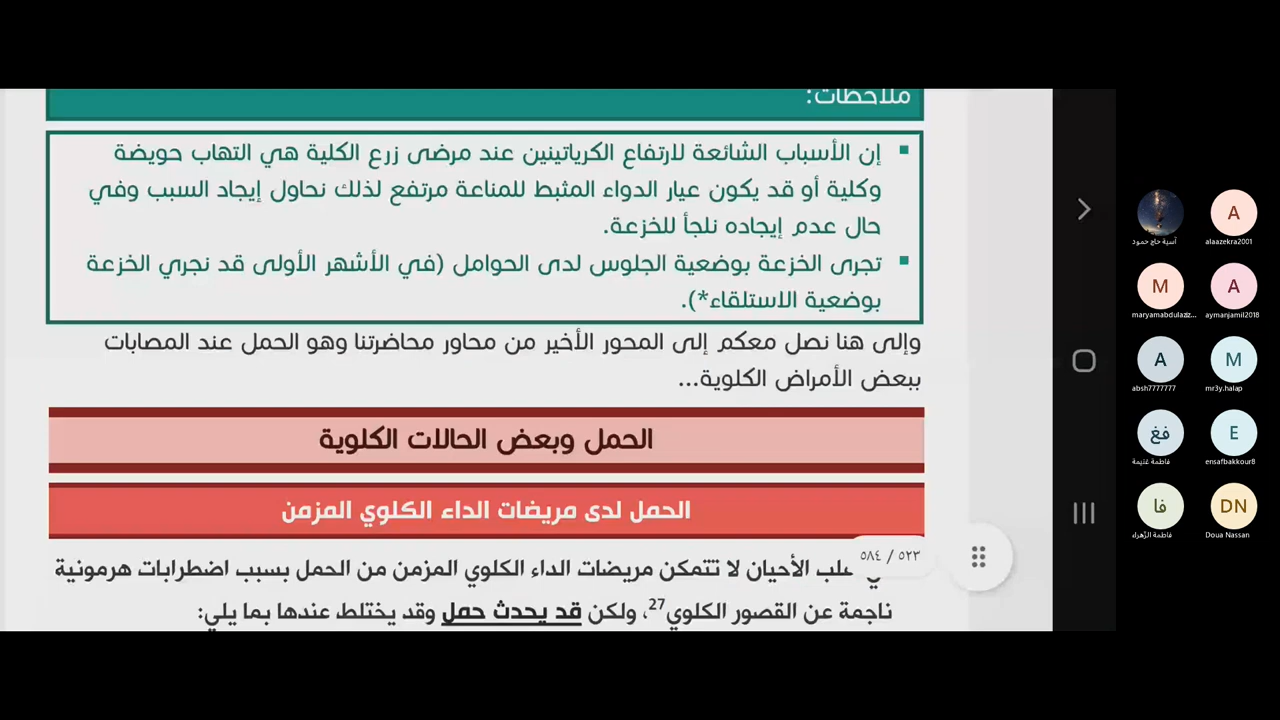 ملاحظات:
إن الأسباب الشائعة لارتفاع الكرياتينين عند مرضى زرع الكلية هي التهاب حويضة
وكلية أو قد يكون عيار الدواء المثبط للمناعة مرتفع لذلك نحاول إيجاد السبب وفي
حال عدم إيجاده نلجأ للخزعة.
تجرى الخزعة بوضعية الجلوس لدى الحوامل (في الأشهر الأولى قد نجري الخزعة
بوضعية الاستلقاء*).
وإلى هنا نصل معكم إلى المحور الأخير من محاور محاضرتنا وهو الحمل عند المصابات
ببعض الأمراض الكلوية...
الحمل وبعض الحالات الكلوية
الحمل لدى مريضات الداء الكلوي المزمن
الأحيان لا تتمكن مريضات الداء الكلوي المزمن من الحمل بسبب اضطرابات هرمونية
ناجمة عن القصور الكلوي27، ولكن قد يحدث حمل وقد يختلط عندها بما يلي:
٥٢٣ / ٥٨٤
آسية حاج حمود
A
alaazekra2001
M
maryamabdulaziz...
A
aymanjamil2018
A
absh7777777
M
mr3y.halap
فغ
فاطمة غنيمة
E
ensafbakkour8
فا
فاطمة الزهراء
DN
Doua Nassan